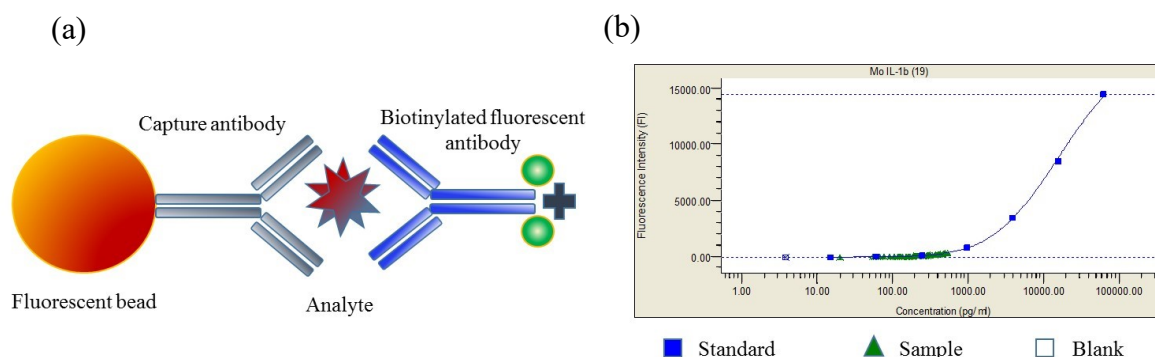 (a)
Capture antibody
Biotinylated fluorescent
antibody
Fluorescent bead
Analyte
(b)
Mo IL-1b (19)
Fluorescence Intensity (FI)
15000.00
10000.00
5000.00
0.00
1.00 10.00 100.00 1000.00 10000.00 100000.00
Concentration (pg/ ml)
Standard Sample Blank